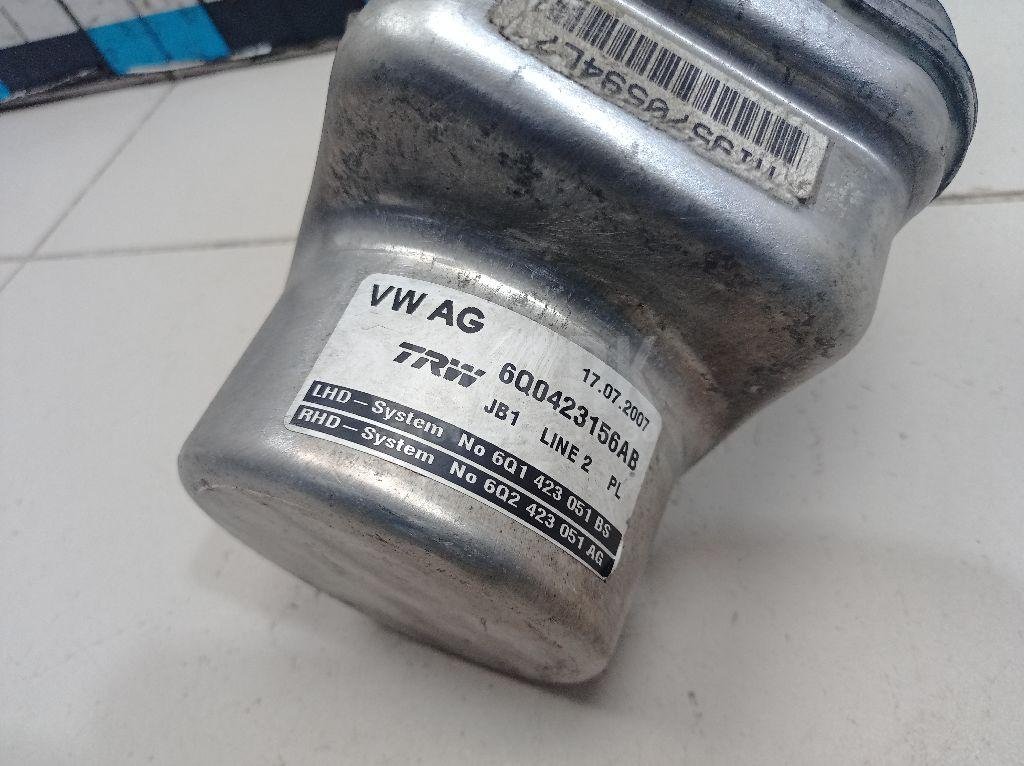 VW AG
17.07.2007
TRW 6Q0423156AB
JB1 LINE 2 PL
LHD-System No 6Q1 423 051 BS
RHD-System No 6Q2 423 051 AG